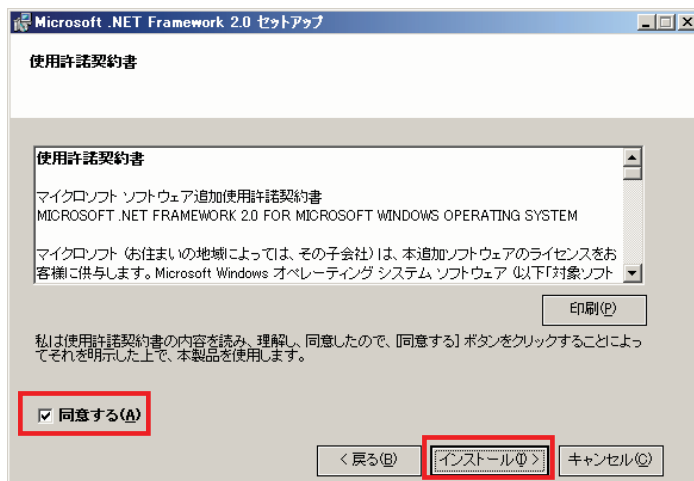 Microsoft .NET Framework 2.0 セットアップ
使用許諾契約書
使用許諾契約書
マイクロソフト ソフトウェア追加使用許諾契約書
MICROSOFT .NET FRAMEWORK 2.0 FOR MICROSOFT WINDOWS OPERATING SYSTEM
マイクロソフト (お住まいの地域によっては、その子会社) は、本追加ソフトウェアのライセンスをお
客様に供与します。Microsoft Windows オペレーティング システム ソフトウェア (以下「対象ソフト
印刷(P)
私は使用許諾契約書の内容を読み、理解し、同意したので、[同意する] ボタンをクリックすることによっ
てそれを明示した上で、本製品を使用します。
同意する(A)
< 戻る(B) インストール(I) > キャンセル(C)